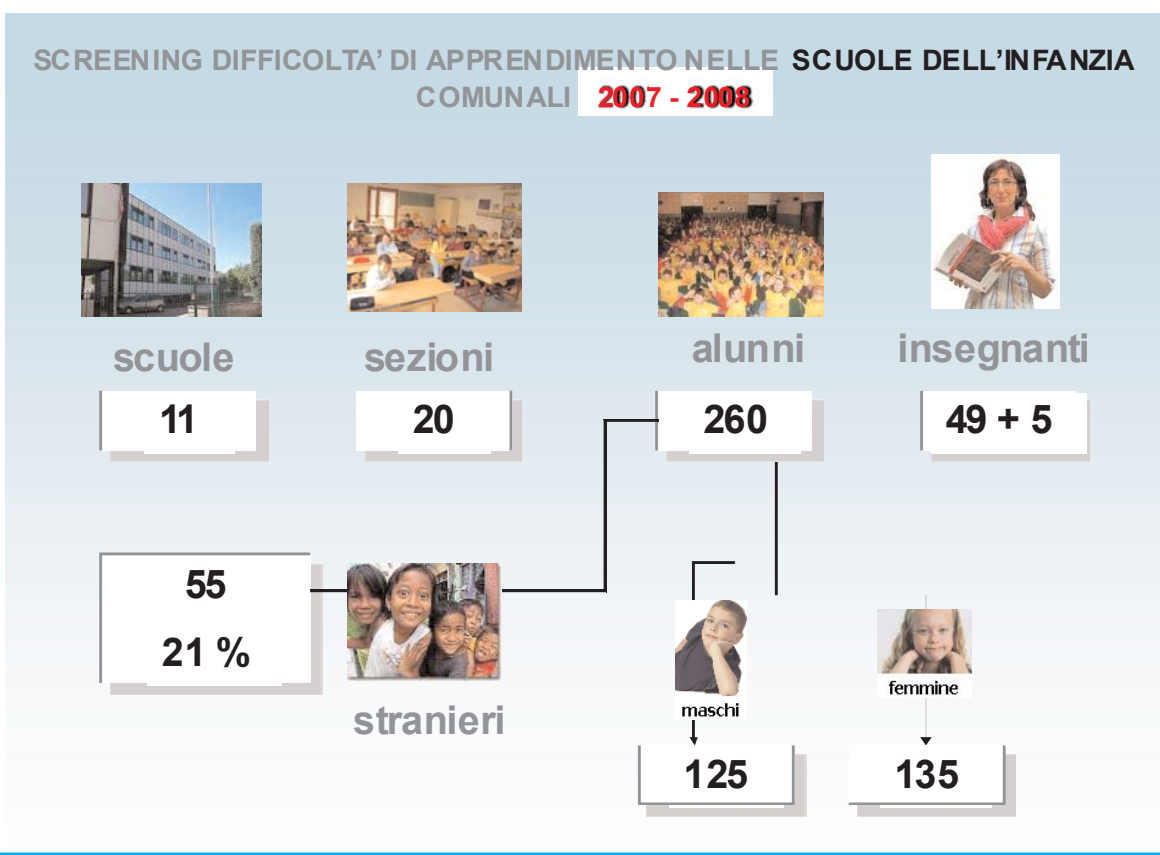 SCREENING DIFFICOLTA' DI APPRENDIMENTO NELLE SCUOLE DELL'INFANZIA
COMUNALI 2007 - 2008
scuole
sezioni
alunni
insegnanti
11
20
260
49 + 5
55
21 %
stranieri
maschi
femmine
125
135